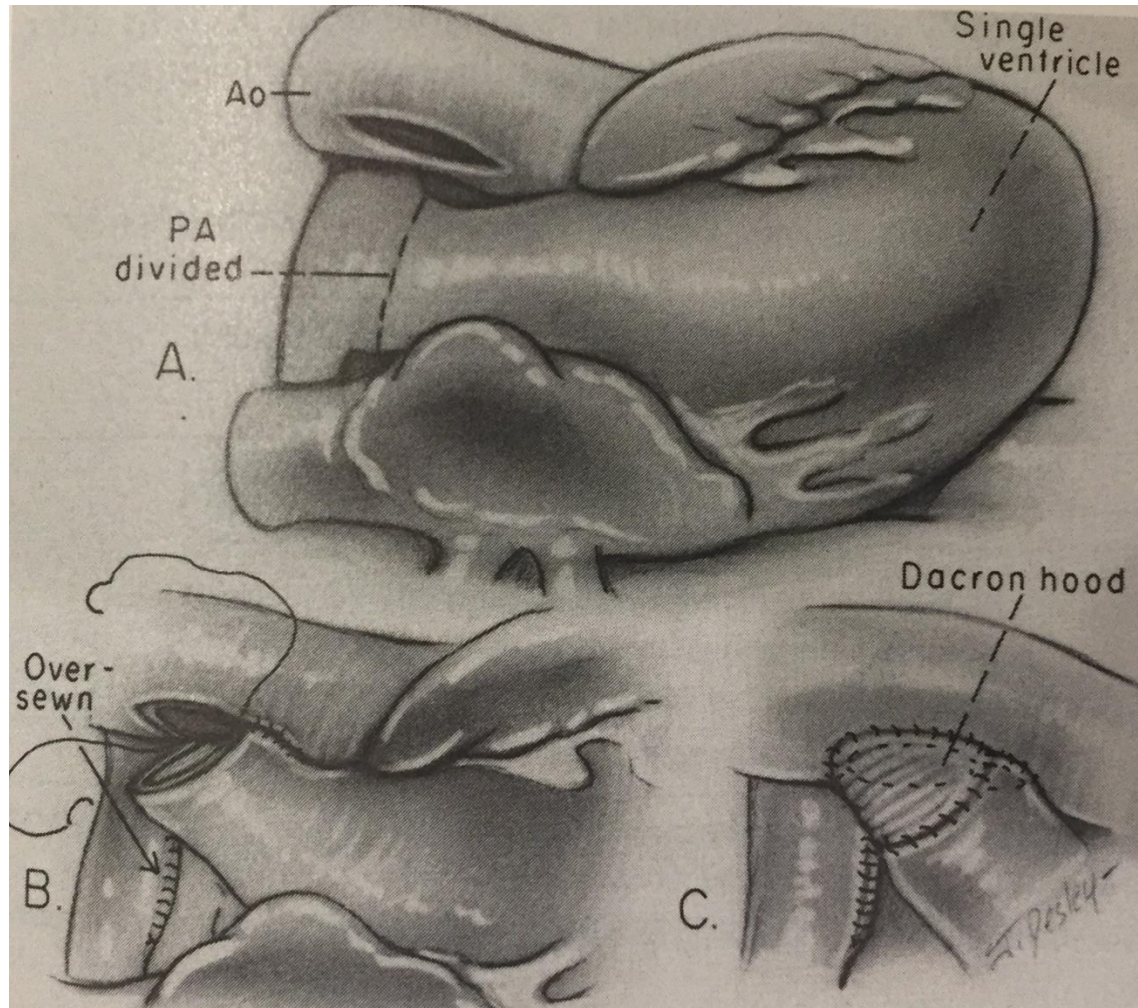 Single
ventricle
Ao
PA
divided
A.
Dacron hood
Over-
sewn
B.
C.